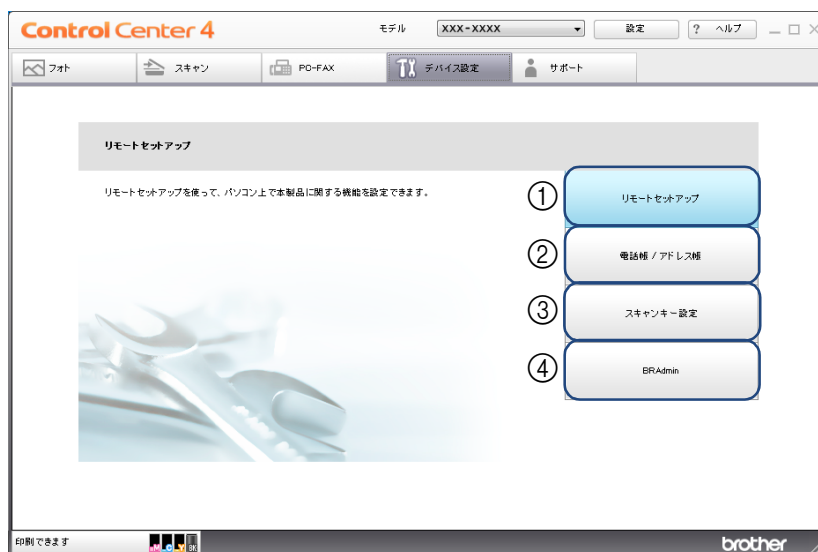 ControlCenter4 モデル XXX-XXXX 設定 ? ヘルプ
フォト スキャン PC-FAX デバイス設定 サポート
リモートセットアップ
リモートセットアップを使って、パソコン上で本製品に関する機能を設定できます。
① リモートセットアップ
② 電話帳 / アドレス帳
③ スキャンキー設定
④ BRAdmin
印刷できます M C Y BK brother